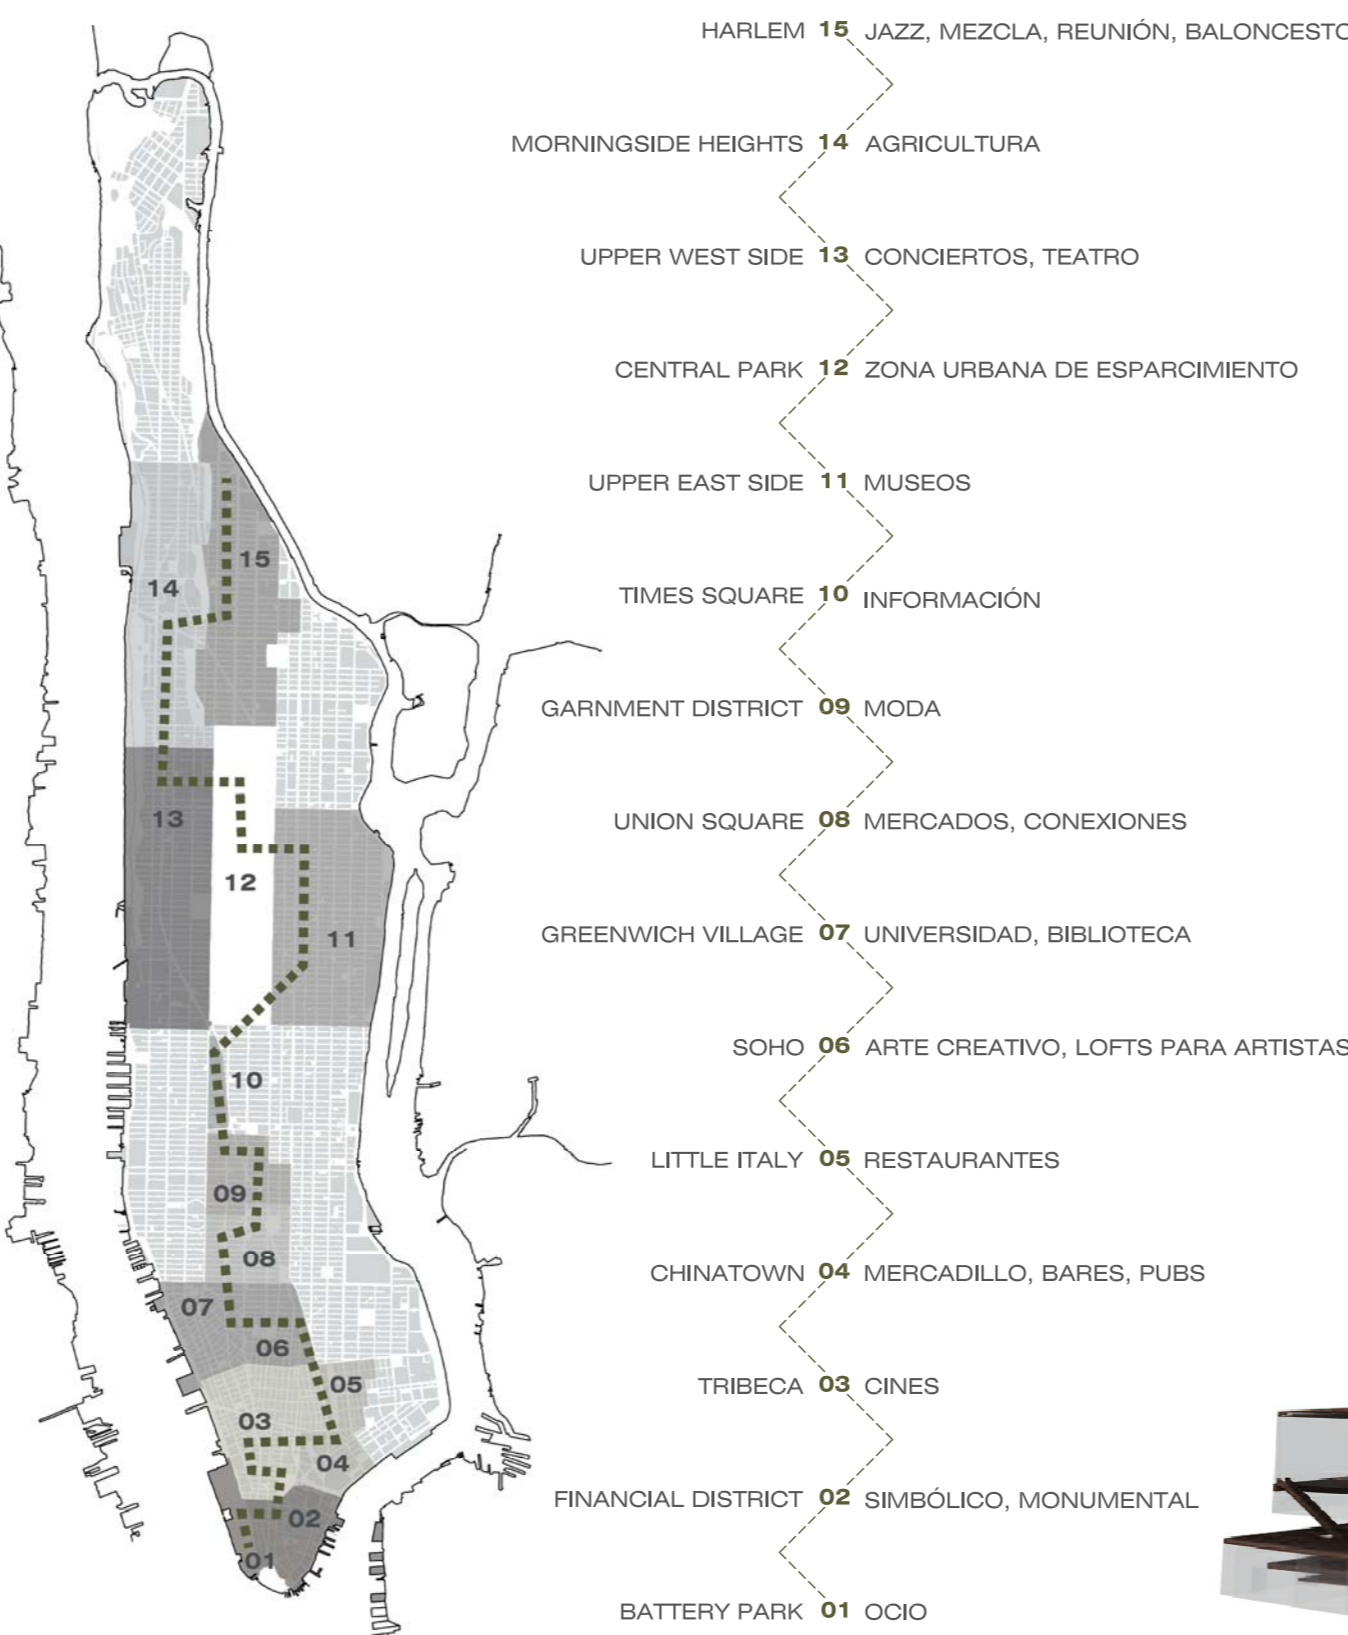 HARLEM 15 JAZZ, MEZCLA, REUNIÓN, BALONCESTO
MORNINGSIDE HEIGHTS 14 AGRICULTURA
UPPER WEST SIDE 13 CONCIERTOS, TEATRO
CENTRAL PARK 12 ZONA URBANA DE ESPARCIMIENTO
UPPER EAST SIDE 11 MUSEOS
TIMES SQUARE 10 INFORMACIÓN
GARNMENT DISTRICT 09 MODA
UNION SQUARE 08 MERCADOS, CONEXIONES
GREENWICH VILLAGE 07 UNIVERSIDAD, BIBLIOTECA
SOHO 06 ARTE CREATIVO, LOFTS PARA ARTISTAS
LITTLE ITALY 05 RESTAURANTES
CHINATOWN 04 MERCADILLO, BARES, PUBS
TRIBECA 03 CINES
FINANCIAL DISTRICT 02 SIMBÓLICO, MONUMENTAL
BATTERY PARK 01 OCIO
15
14
13
12
11
10
09
08
07
06
05
03
04
02
01